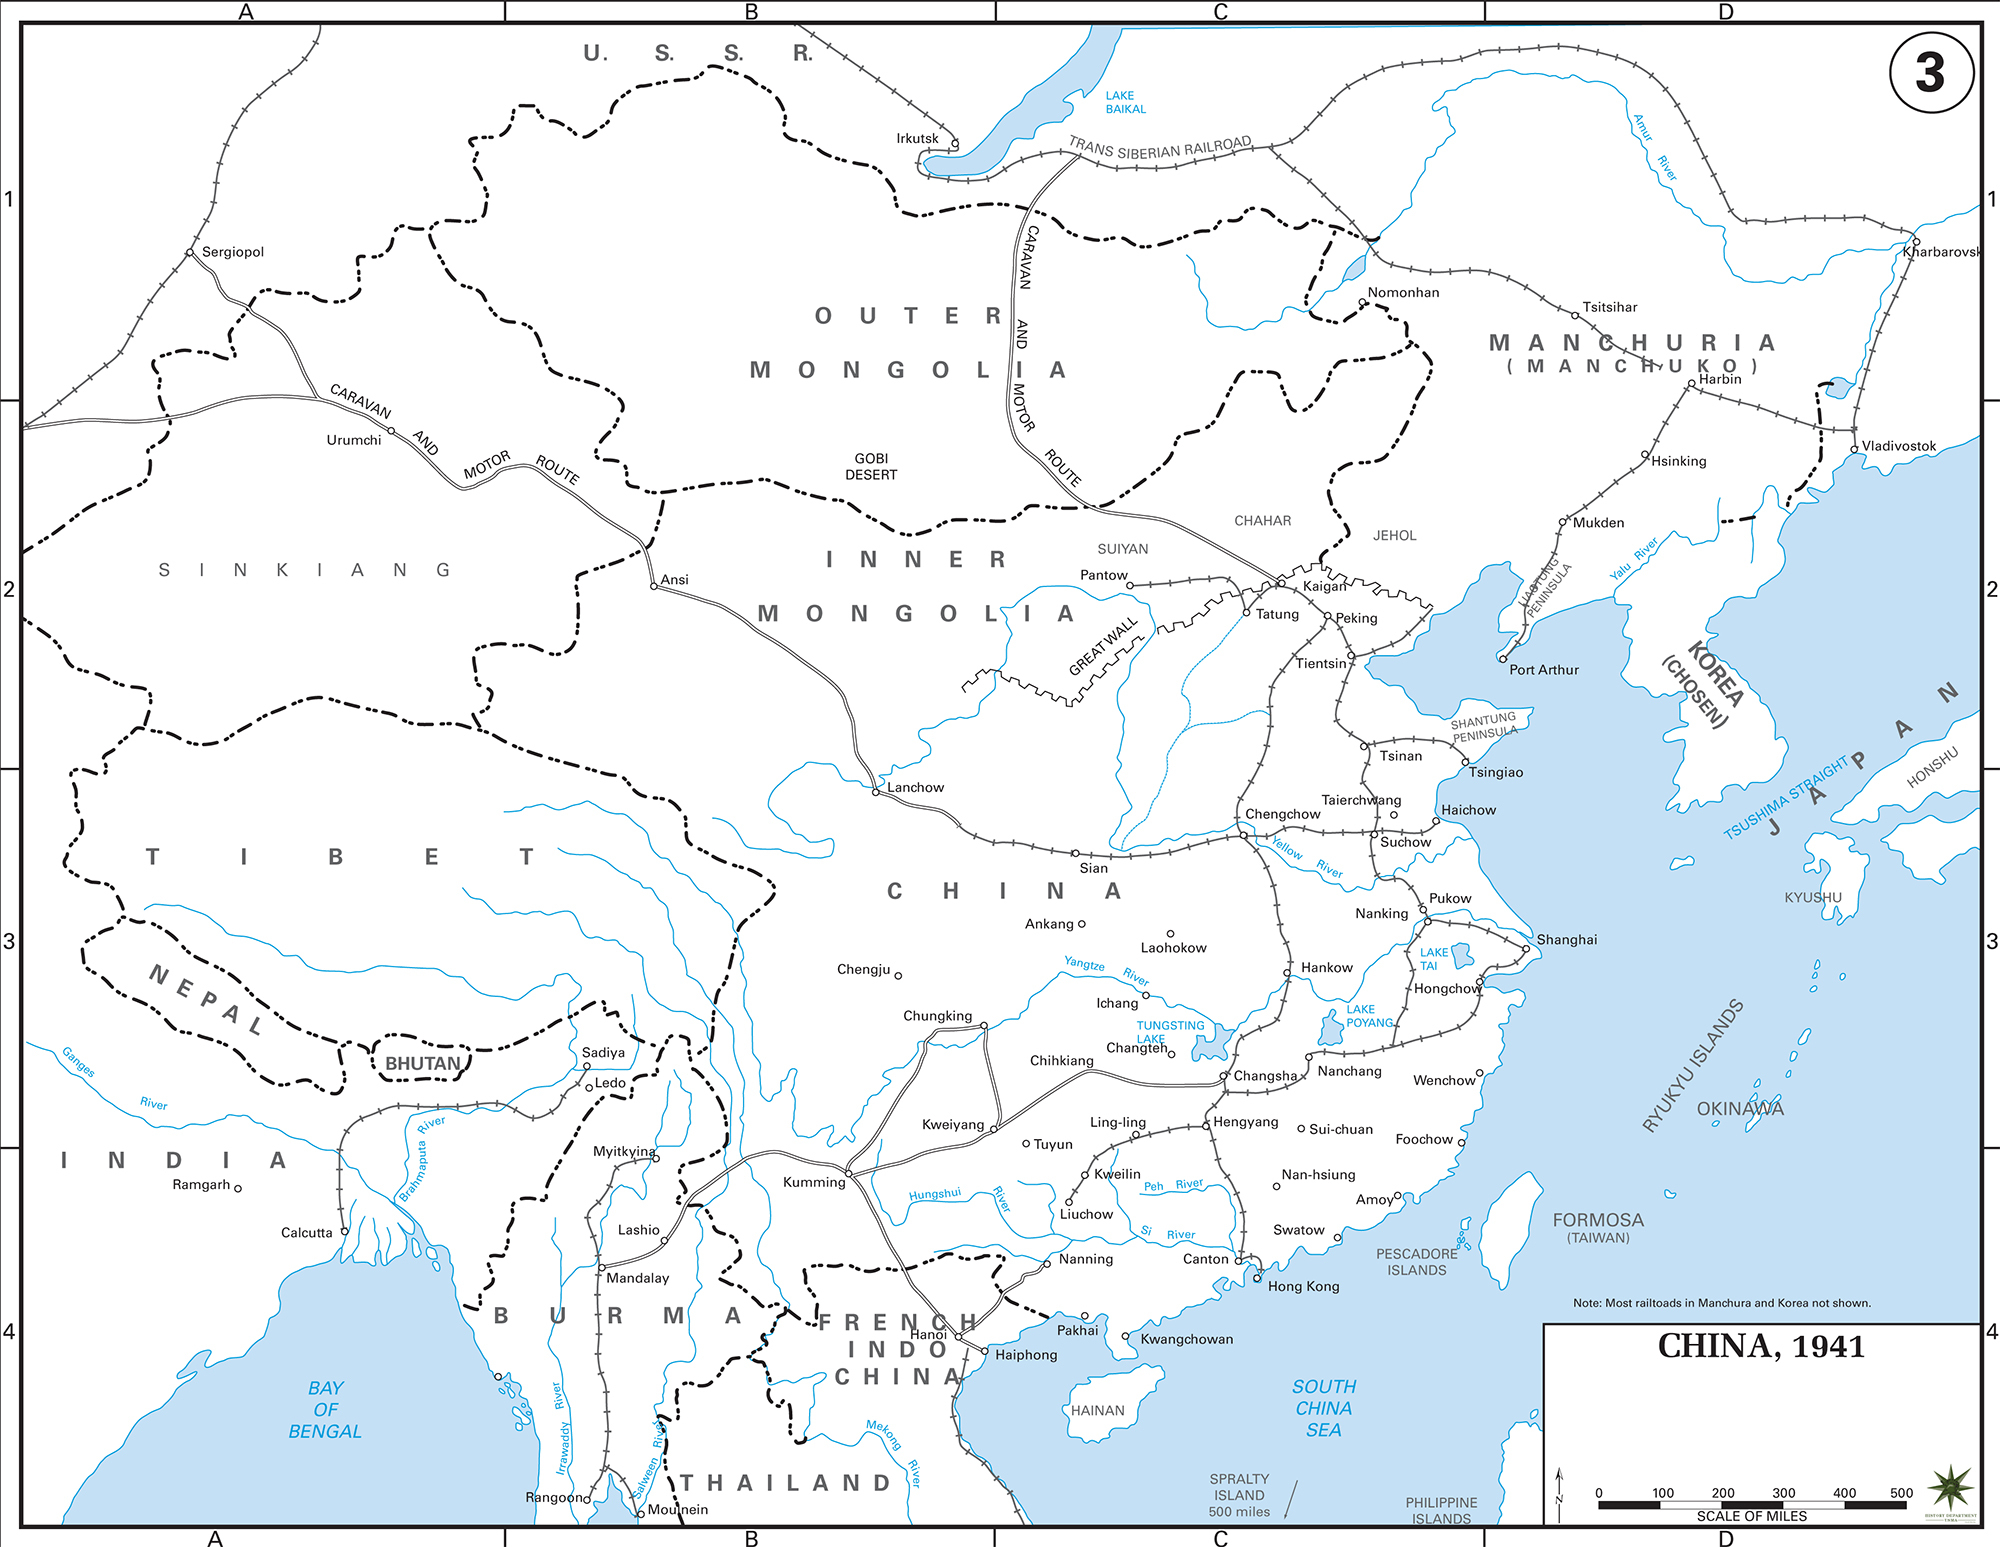 A
B
C
D
3
U. S. S. R.
LAKE
BAIKAL
Irkutsk
TRANS SIBERIAN RAILROAD
Amur River
1
1
Sergiopol
CARAVAN AND MOTOR ROUTE
Kharbarovsk
Nomonhan
Tsitsihar
OUTER
MONGOLIA
MANCHURIA
(MANCHUKO)
Harbin
CARAVAN AND MOTOR ROUTE
Urumchi
Vladivostok
Hsinking
GOBI
DESERT
CHAHAR
Mukden
JEHOL
SUIYAN
INNER
MONGOLIA
SINKIANG
Pantow
Ansi
Kaigan
Yalu River
LIASTUNG
PENINSULA
2
2
Tatung
Peking
GREAT WALL
Tientsin
Port Arthur
KOREA
(CHOSEN)
JAPAN
SHANTUNG
PENINSULA
Tsinan
Tsingiao
HONSHU
TSUSHIMA STRAIGHT
Lanchow
Taierchwang
Chengchow
Haichow
Suchow
Yellow River
TIBET
Sian
CHINA
KYUSHU
Pukow
Nanking
Ankang
Laohokow
Shanghai
3
3
LAKE
TAI
Chengju
Yangtze River
Hankow
Hongchow
Ichang
NEPAL
Chungking
LAKE
POYANG
TUNGSTING
LAKE
Changteh
RYUKYU ISLANDS
Ganges River
BHUTAN
Sadiya
Ledo
Chihkiang
Changsha
Nanchang
Wenchow
OKINAWA
Brahmaputa River
Kweiyang
Ling-ling
Hengyang
Sui-chuan
Foochow
Tuyun
INDIA
Myitkyina
Ramgarh
Kumming
Kweilin
Nan-hsiung
Peh River
Hungshui River
Amoy
Liuchow
Calcutta
Lashio
Si River
Swatow
FORMOSA
(TAIWAN)
PESCADORE
ISLANDS
Nanning
Canton
Mandalay
Hong Kong
Note: Most railtoads in Manchura and Korea not shown.
BURMA
FRENCH
INDO
CHINA
Hanoi
Haiphong
Pakhai
Kwangchowan
4
4
CHINA, 1941
BAY
OF
BENGAL
Irrawaddy River
Salween River
HAINAN
SOUTH
CHINA
SEA
Mekong River
THAILAND
SPRALTY
ISLAND
500 miles
Rangoon
Moulnein
PHILIPPINE
ISLANDS
N
0 100 200 300 400 500
SCALE OF MILES
HISTORY DEPARTMENT
USMA
A
B
C
D